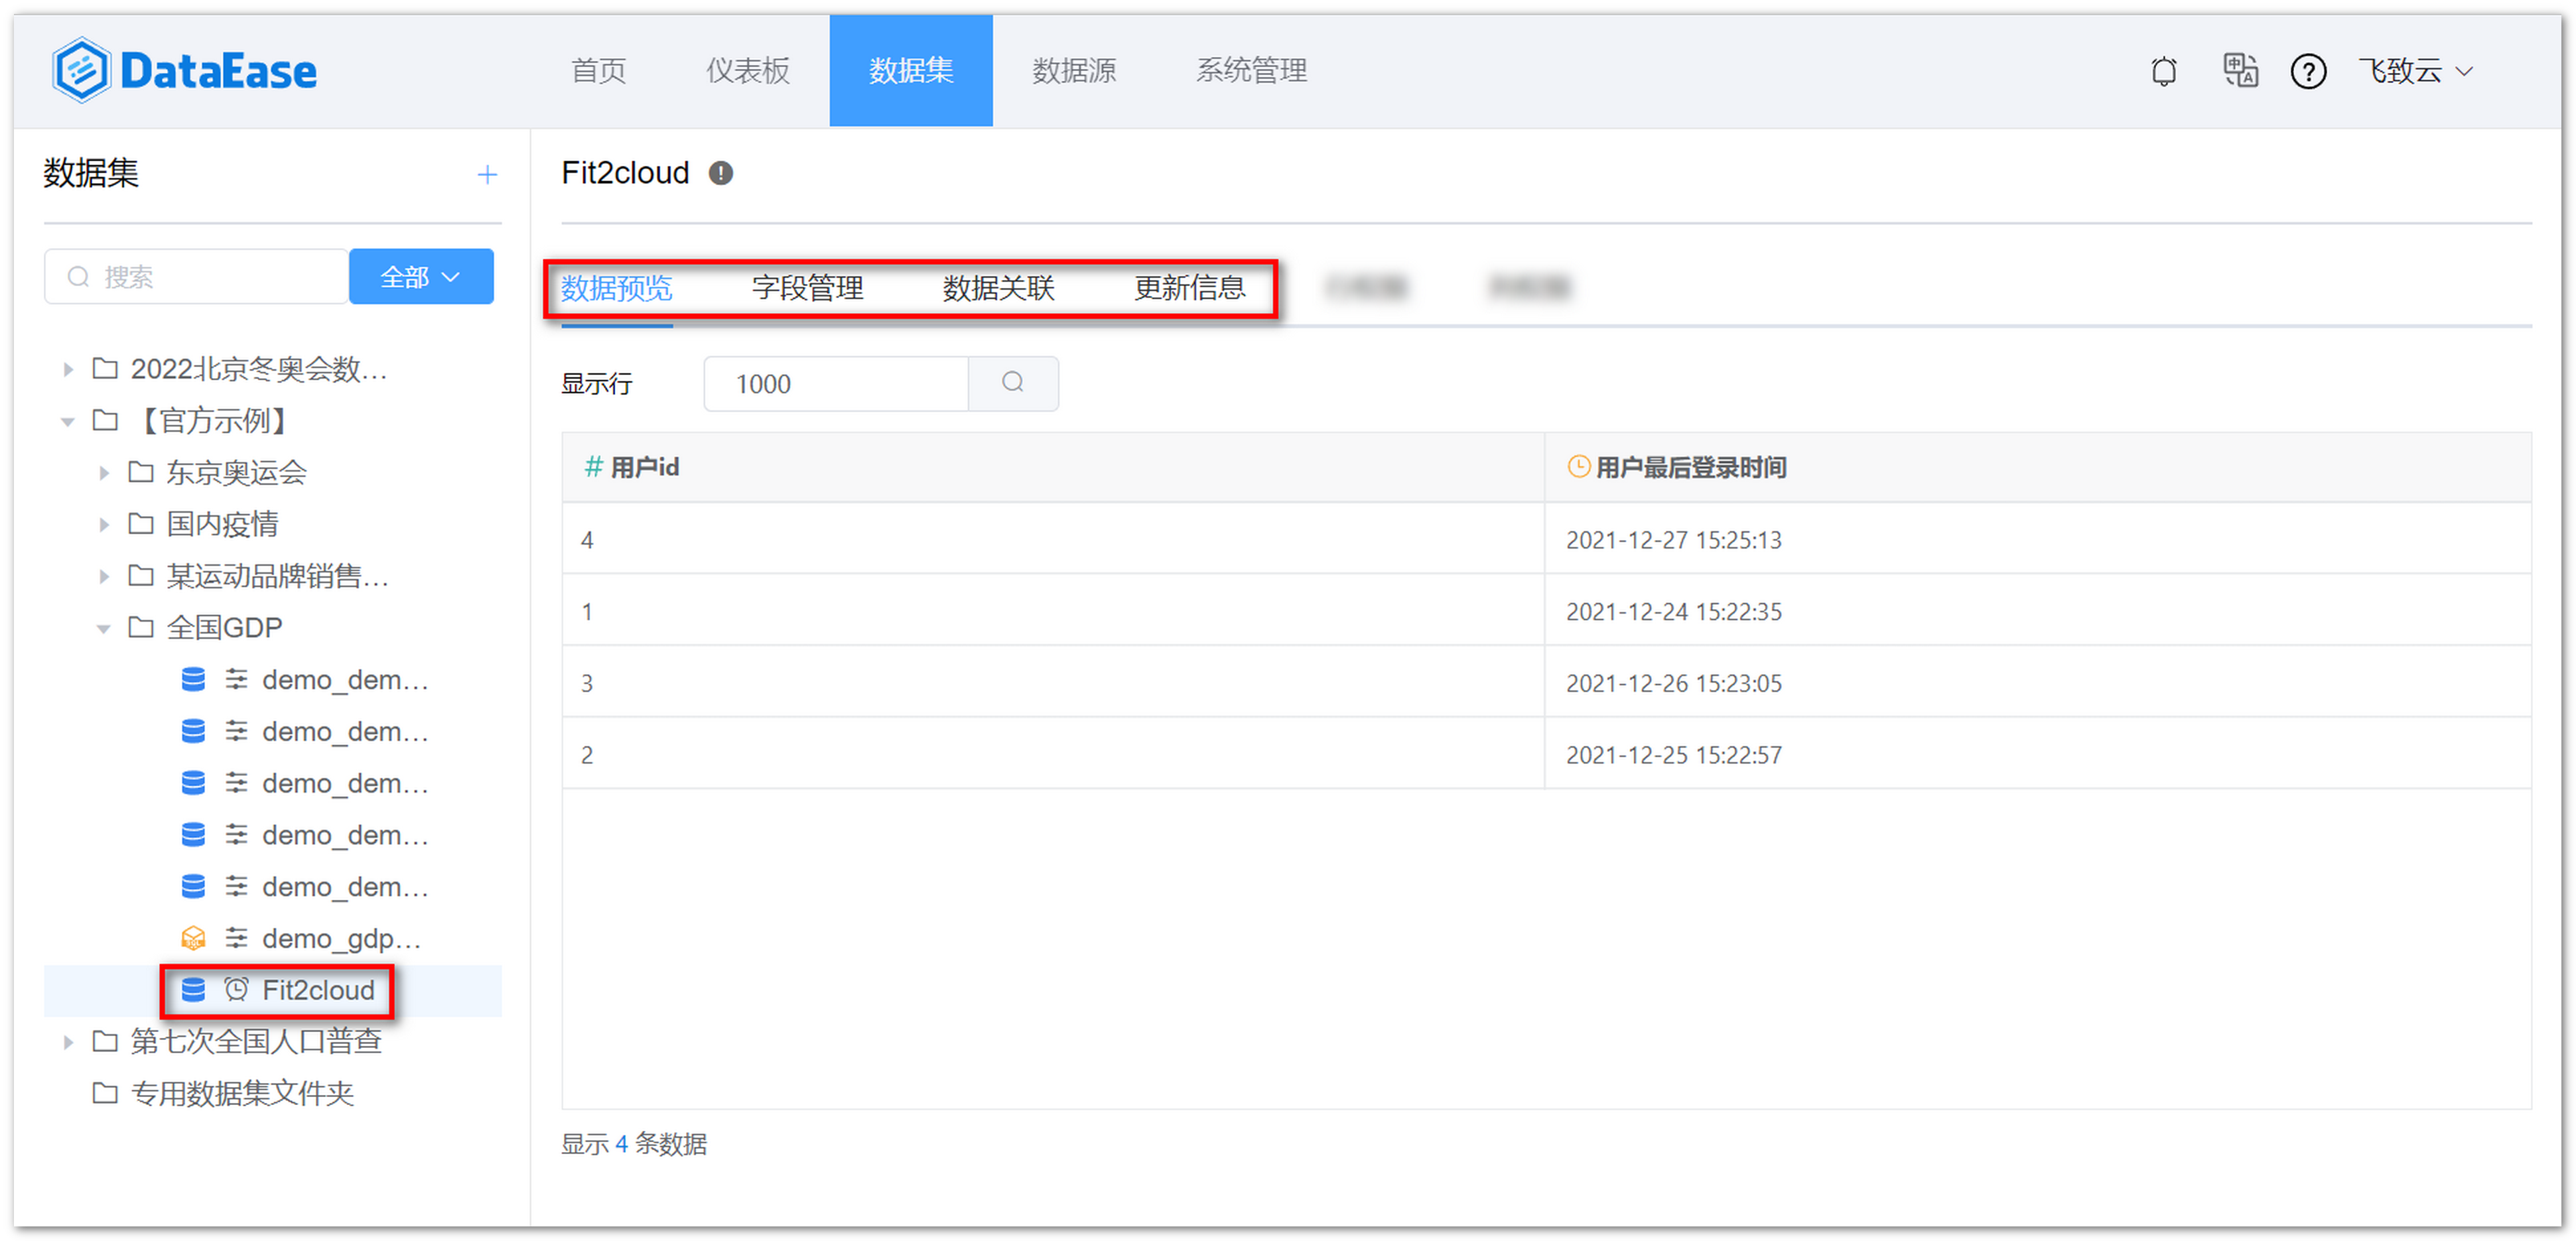 DataEase
首页 仪表板 数据集 数据源 系统管理 飞致云
数据集
搜索 全部
2022北京冬奥会数...
【官方示例】
东京奥运会
国内疫情
某运动品牌销售...
全国GDP
demo_dem...
demo_dem...
demo_dem...
demo_dem...
demo_dem...
demo_gdp...
Fit2cloud
第七次全国人口普查
专用数据集文件夹
Fit2cloud
数据预览 字段管理 数据关联 更新信息
显示行 1000
# 用户id 用户最后登录时间
4 2021-12-27 15:25:13
1 2021-12-24 15:22:35
3 2021-12-26 15:23:05
2 2021-12-25 15:22:57
显示 4 条数据